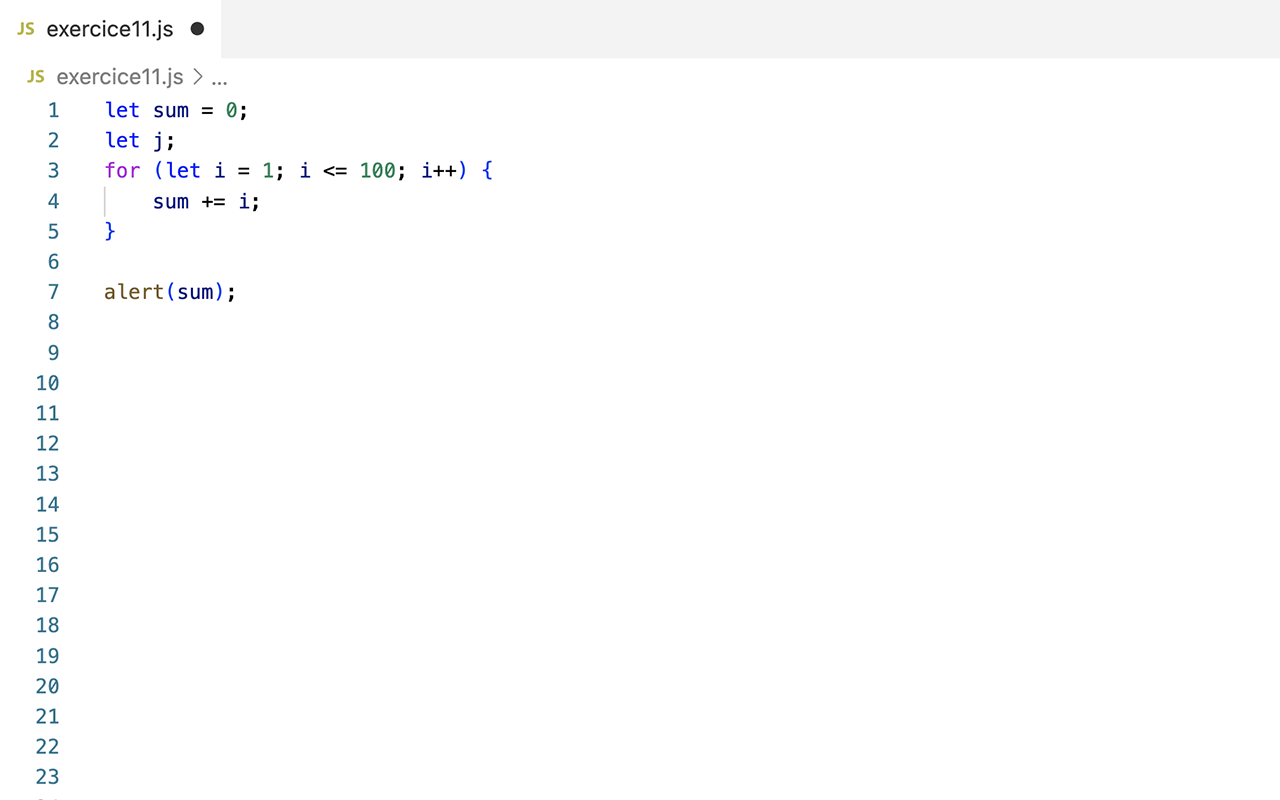 JS exercice11.js ●
JS exercice11.js > ...
1 let sum = 0;
2 let j;
3 for (let i = 1; i <= 100; i++) {
4     sum += i;
5 }
6
7 alert(sum);
8
9
10
11
12
13
14
15
16
17
18
19
20
21
22
23